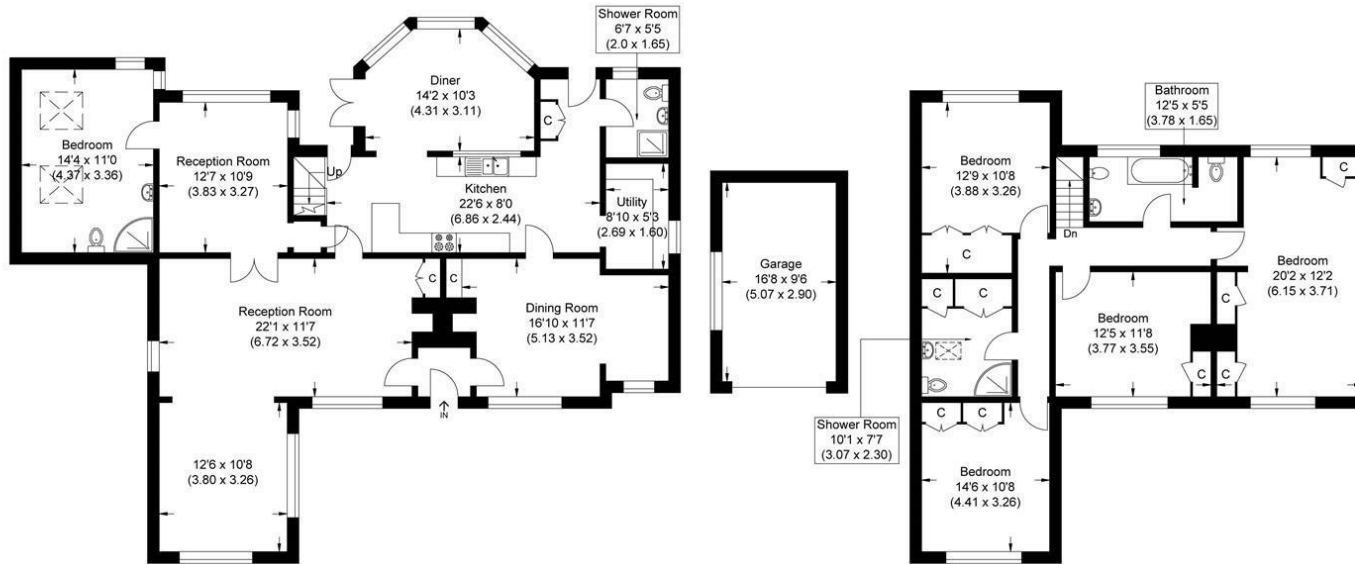 Shower Room
6'7 x 5'5
(2.0 x 1.65)
Diner
14'2 x 10'3
(4.31 x 3.11)
C
Bedroom
14'4 x 11'0
(4.37 x 3.36)
Reception Room
12'7 x 10'9
(3.83 x 3.27)
Up
Kitchen
22'6 x 8'0
(6.86 x 2.44)
Utility
8'10 x 5'3
(2.69 x 1.60)
Reception Room
22'1 x 11'7
(6.72 x 3.52)
C
C
Dining Room
16'10 x 11'7
(5.13 x 3.52)
IN
12'6 x 10'8
(3.80 x 3.26)
Garage
16'8 x 9'6
(5.07 x 2.90)
Bathroom
12'5 x 5'5
(3.78 x 1.65)
Bedroom
12'9 x 10'8
(3.88 x 3.26)
C
Dn
C
Bedroom
20'2 x 12'2
(6.15 x 3.71)
C
C
C
Bedroom
12'5 x 11'8
(3.77 x 3.55)
C
C
Shower Room
10'1 x 7'7
(3.07 x 2.30)
C
C
Bedroom
14'6 x 10'8
(4.41 x 3.26)